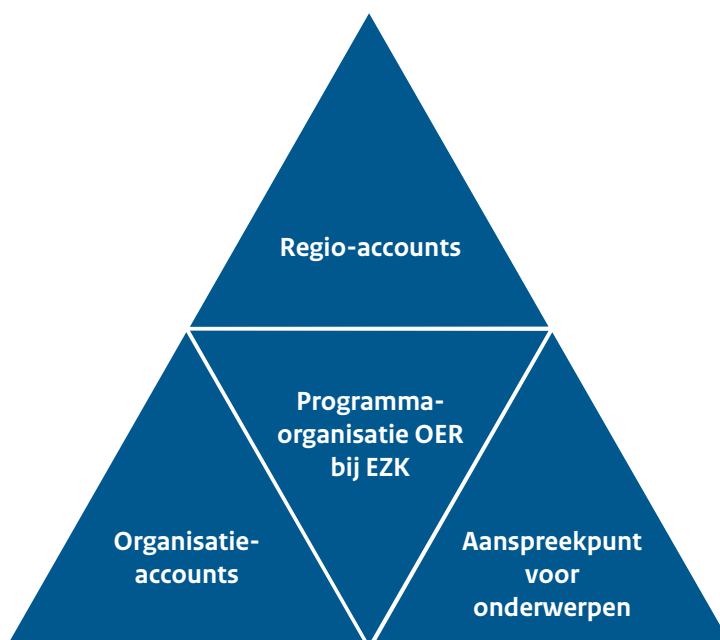 Regio-accounts
Programma-
organisatie OER
bij EZK
Organisatie-
accounts
Aanspreekpunt
voor
onderwerpen